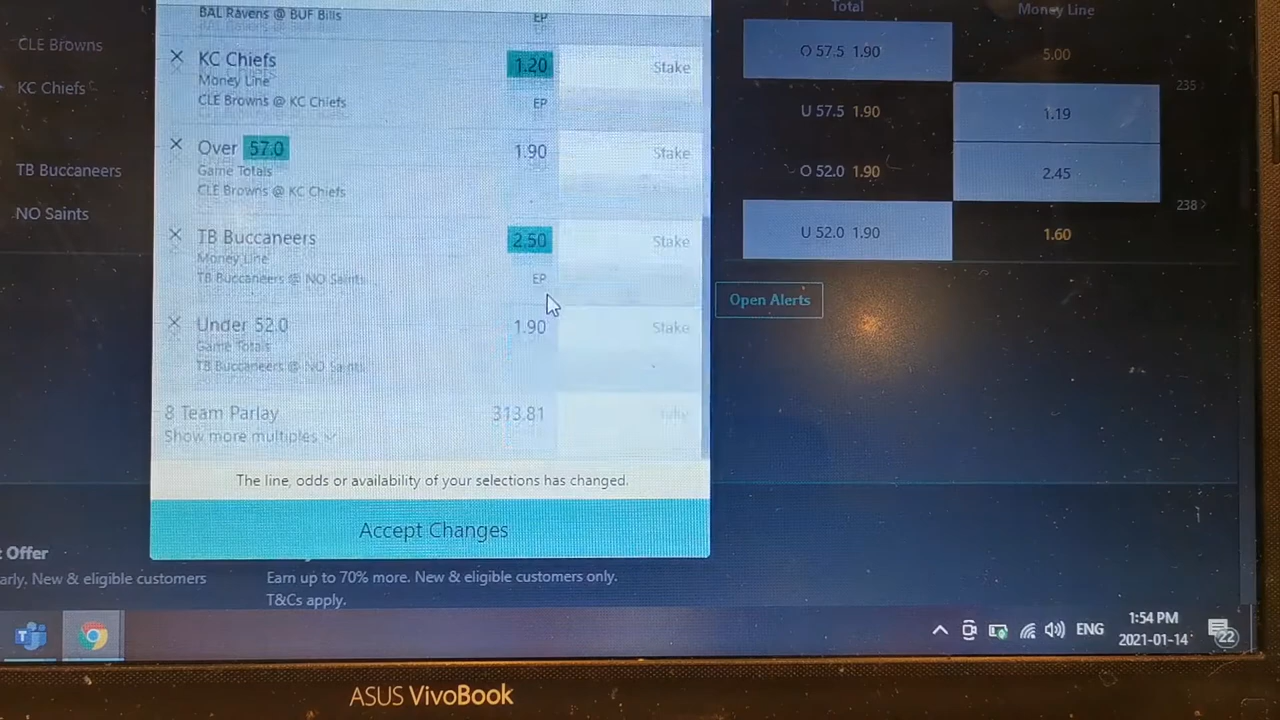 BAL Ravens @ BUF Bills
EP
KC Chiefs 1.20 Stake
Money Line
CLE Browns @ KC Chiefs EP
Over 57.0 1.90 Stake
Game Totals
CLE Browns @ KC Chiefs
TB Buccaneers 2.50 Stake
Money Line
TB Buccaneers @ NO Saints EP
Under 52.0 1.90 Stake
Game Totals
TB Buccaneers @ NO Saints
8 Team Parlay 313.81
Show more multiples
The line, odds or availability of your selections has changed.
Accept Changes
CLE Browns
KC Chiefs
TB Buccaneers
NO Saints
Total Money Line
O 57.5 1.90 5.00
235 >
U 57.5 1.90 1.19
O 52.0 1.90 2.45
238 >
U 52.0 1.90 1.60
Open Alerts
Offer
arly. New & eligible customers
Earn up to 70% more. New & eligible customers only.
T&Cs apply.
ENG
1:54 PM
2021-01-14
22
ASUS VivoBook